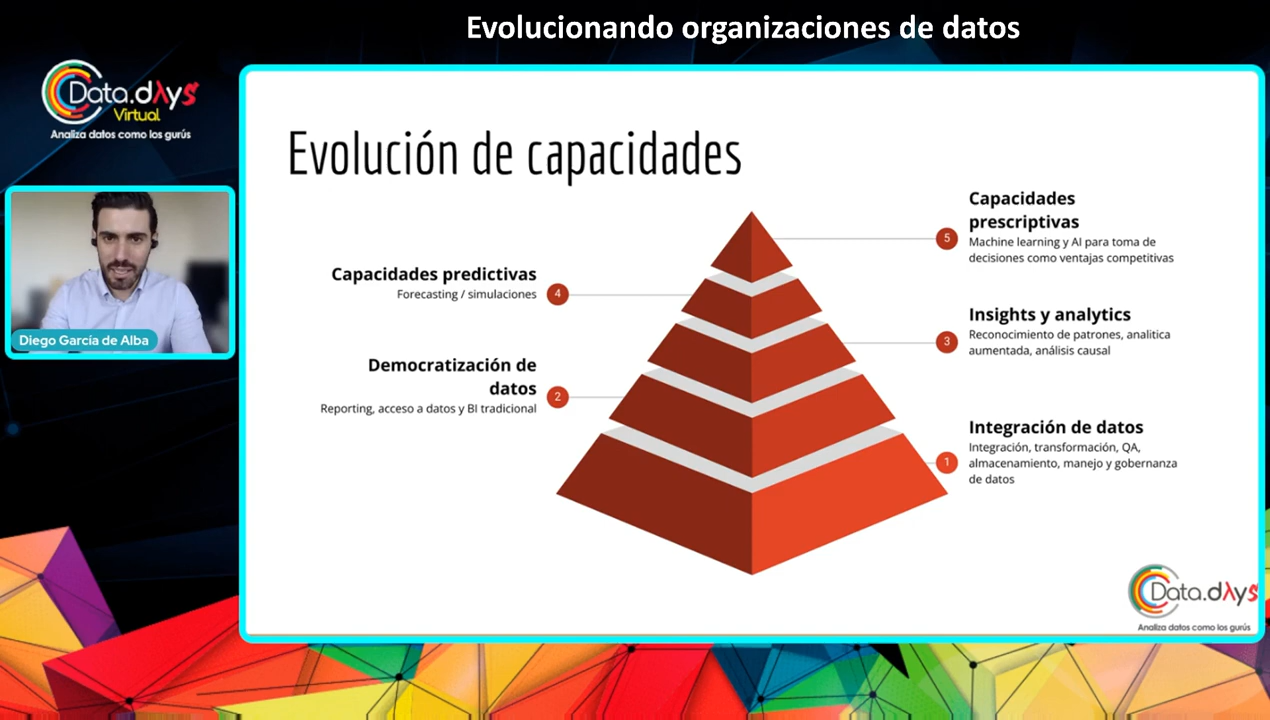 Evolucionando organizaciones de datos
Data.dλys
Virtual
Analiza datos como los gurús
Diego García de Alba
Evolución de capacidades
Capacidades
prescriptivas
5
Machine learning y AI para toma de
decisiones como ventajas competitivas
Capacidades predictivas
4
Forecasting / simulaciones
Insights y analytics
3
Reconocimiento de patrones, analítica
aumentada, análisis causal
Democratización de
datos
2
Reporting, acceso a datos y BI tradicional
Integración de datos
1
Integración, transformación, QA,
almacenamiento, manejo y gobernanza
de datos
Data.dλys
Analiza datos como los gurús